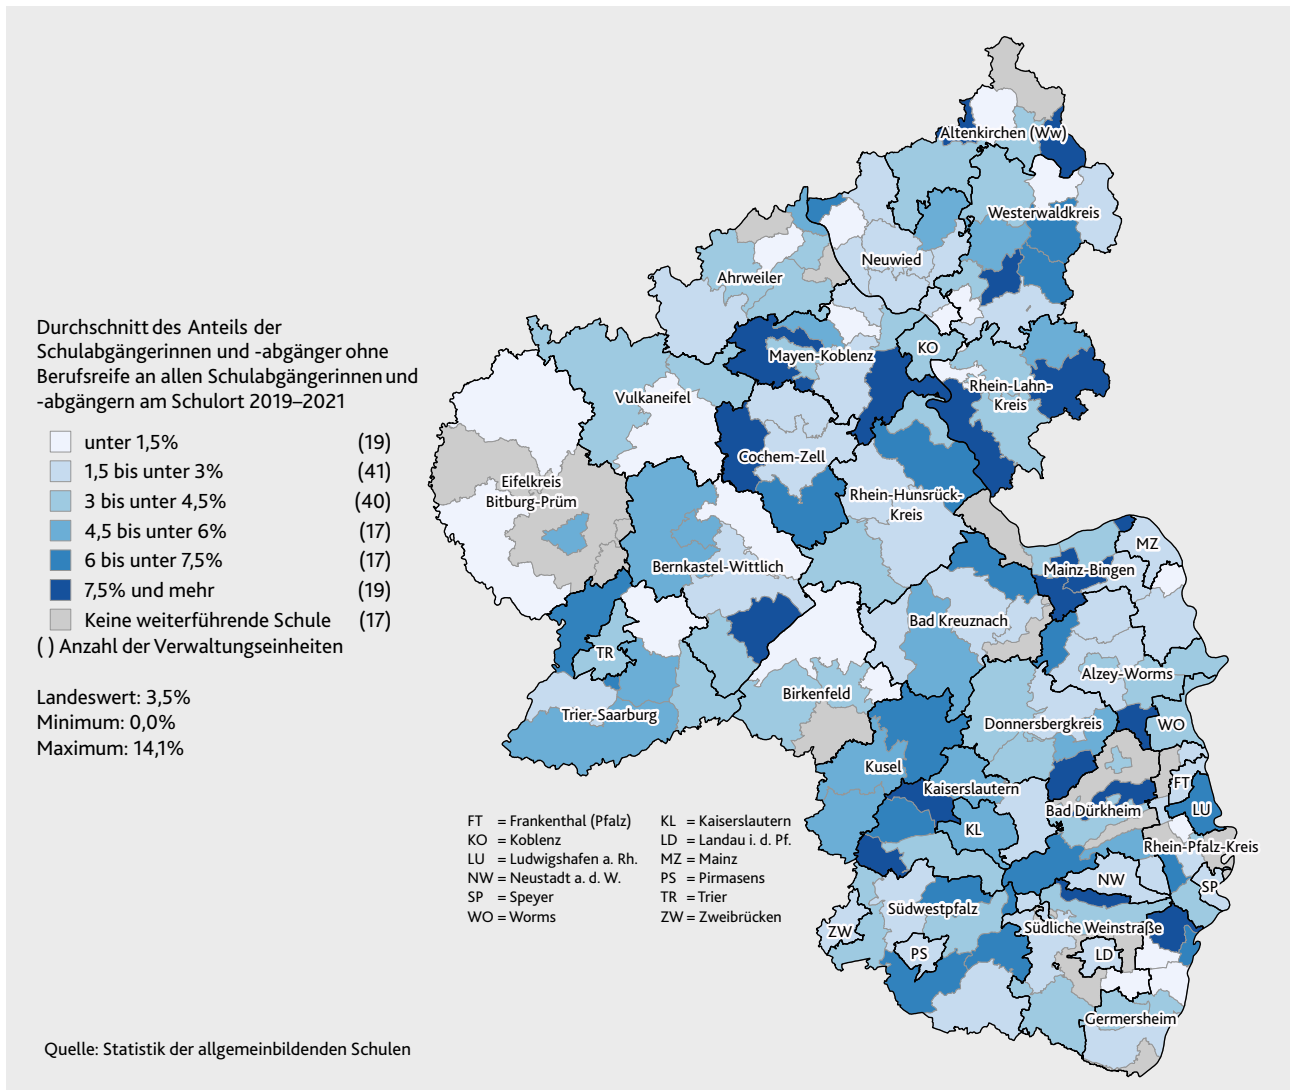 Durchschnitt des Anteils der
Schulabgängerinnen und -abgänger ohne
Berufsreife an allen Schulabgängerinnen und
-abgängern am Schulort 2019–2021
unter 1,5% (19)
1,5 bis unter 3% (41)
3 bis unter 4,5% (40)
4,5 bis unter 6% (17)
6 bis unter 7,5% (17)
7,5% und mehr (19)
Keine weiterführende Schule (17)
( ) Anzahl der Verwaltungseinheiten
Landeswert: 3,5%
Minimum: 0,0%
Maximum: 14,1%
Altenkirchen (Ww)
Westerwaldkreis
Neuwied
Ahrweiler
KO
Mayen-Koblenz
Rhein-Lahn-
Kreis
Vulkaneifel
Cochem-Zell
Eifelkreis
Bitburg-Prüm
Rhein-Hunsrück-
Kreis
MZ
Mainz-Bingen
Bernkastel-Wittlich
Bad Kreuznach
TR
Alzey-Worms
Birkenfeld
Trier-Saarburg
Donnersbergkreis
WO
Kusel
Kaiserslautern
FT
Bad Dürkheim
LU
KL
Rhein-Pfalz-Kreis
NW
SP
Südwestpfalz
Südliche Weinstraße
ZW
PS
LD
Germersheim
FT = Frankenthal (Pfalz)
KO = Koblenz
LU = Ludwigshafen a. Rh.
NW = Neustadt a. d. W.
SP = Speyer
WO = Worms
KL = Kaiserslautern
LD = Landau i. d. Pf.
MZ = Mainz
PS = Pirmasens
TR = Trier
ZW = Zweibrücken
Quelle: Statistik der allgemeinbildenden Schulen